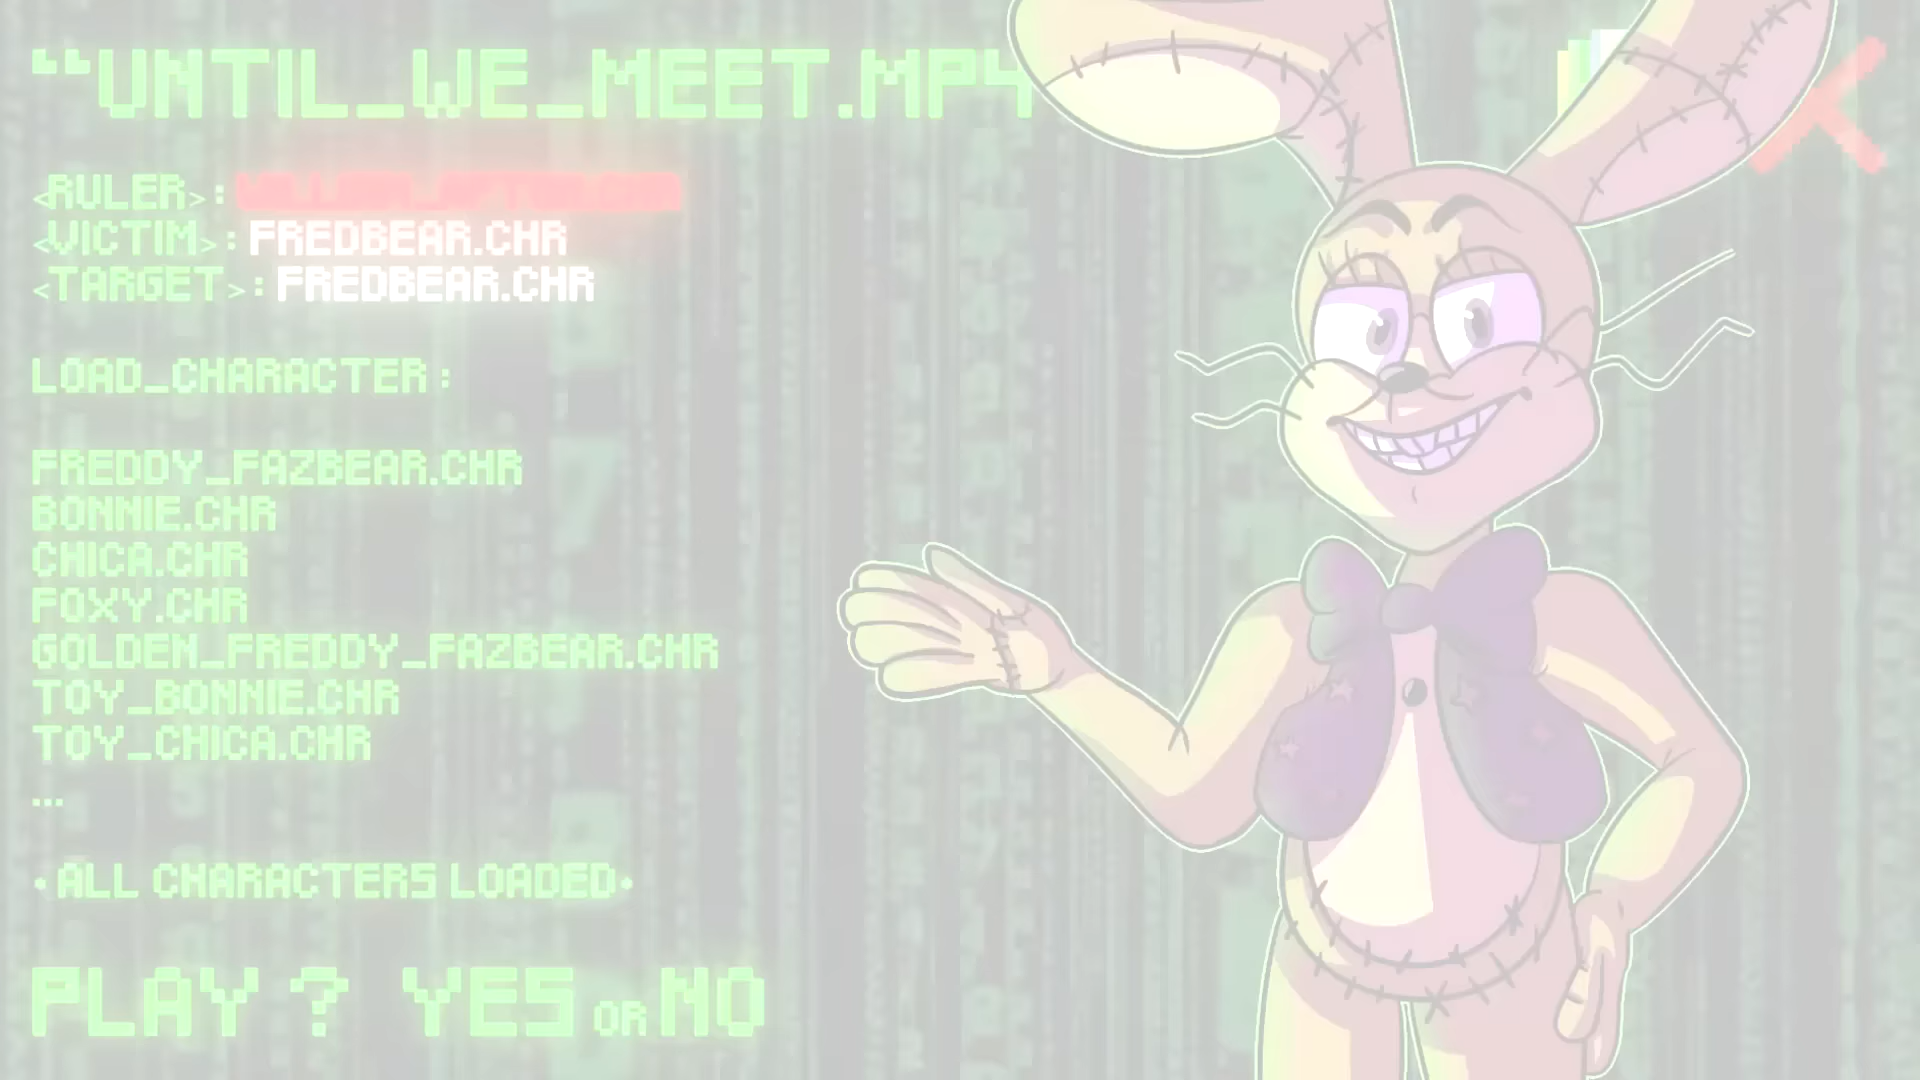 “UNTIL_WE_MEET.MP4
<RULER>:
<VICTIM>: FREDBEAR.CHR
<TARGET>: FREDBEAR.CHR
LOAD_CHARACTER:
FREDDY_FAZBEAR.CHR
BONNIE.CHR
CHICA.CHR
FOXY.CHR
GOLDEN_FREDDY_FAZBEAR.CHR
TOY_BONNIE.CHR
TOY_CHICA.CHR
...
•ALL CHARACTERS LOADED•
PLAY? YES OR NO